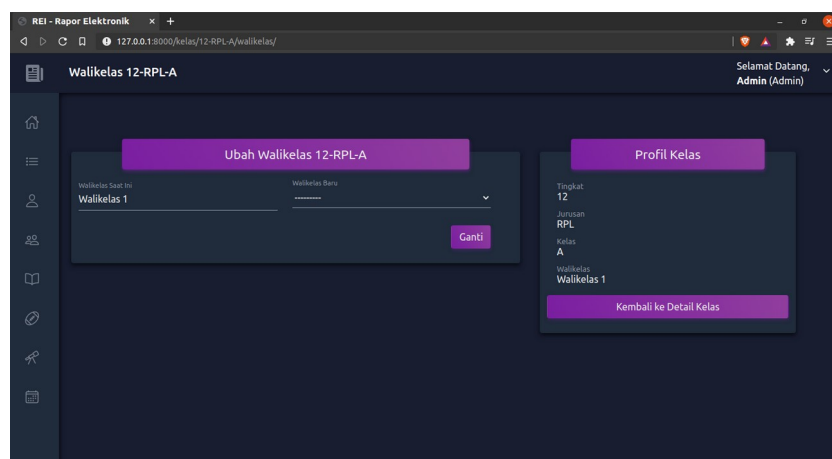 REI - Rapor Elektronik
127.0.0.1:8000/kelas/12-RPL-A/walikelas/
Walikelas 12-RPL-A
Selamat Datang,
Admin (Admin)
Ubah Walikelas 12-RPL-A
Walikelas Saat Ini
Walikelas 1
Walikelas Baru
---------
Ganti
Profil Kelas
Tingkat
12
Jurusan
RPL
Kelas
A
Walikelas
Walikelas 1
Kembali ke Detail Kelas